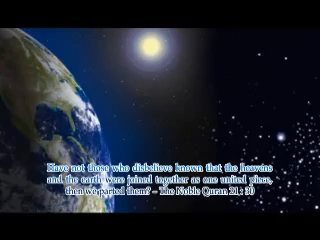 Have not those who disbelieve known that the heavens
and the earth were joined together as one united piece,
then we parted them? – The Noble Quran 21: 30